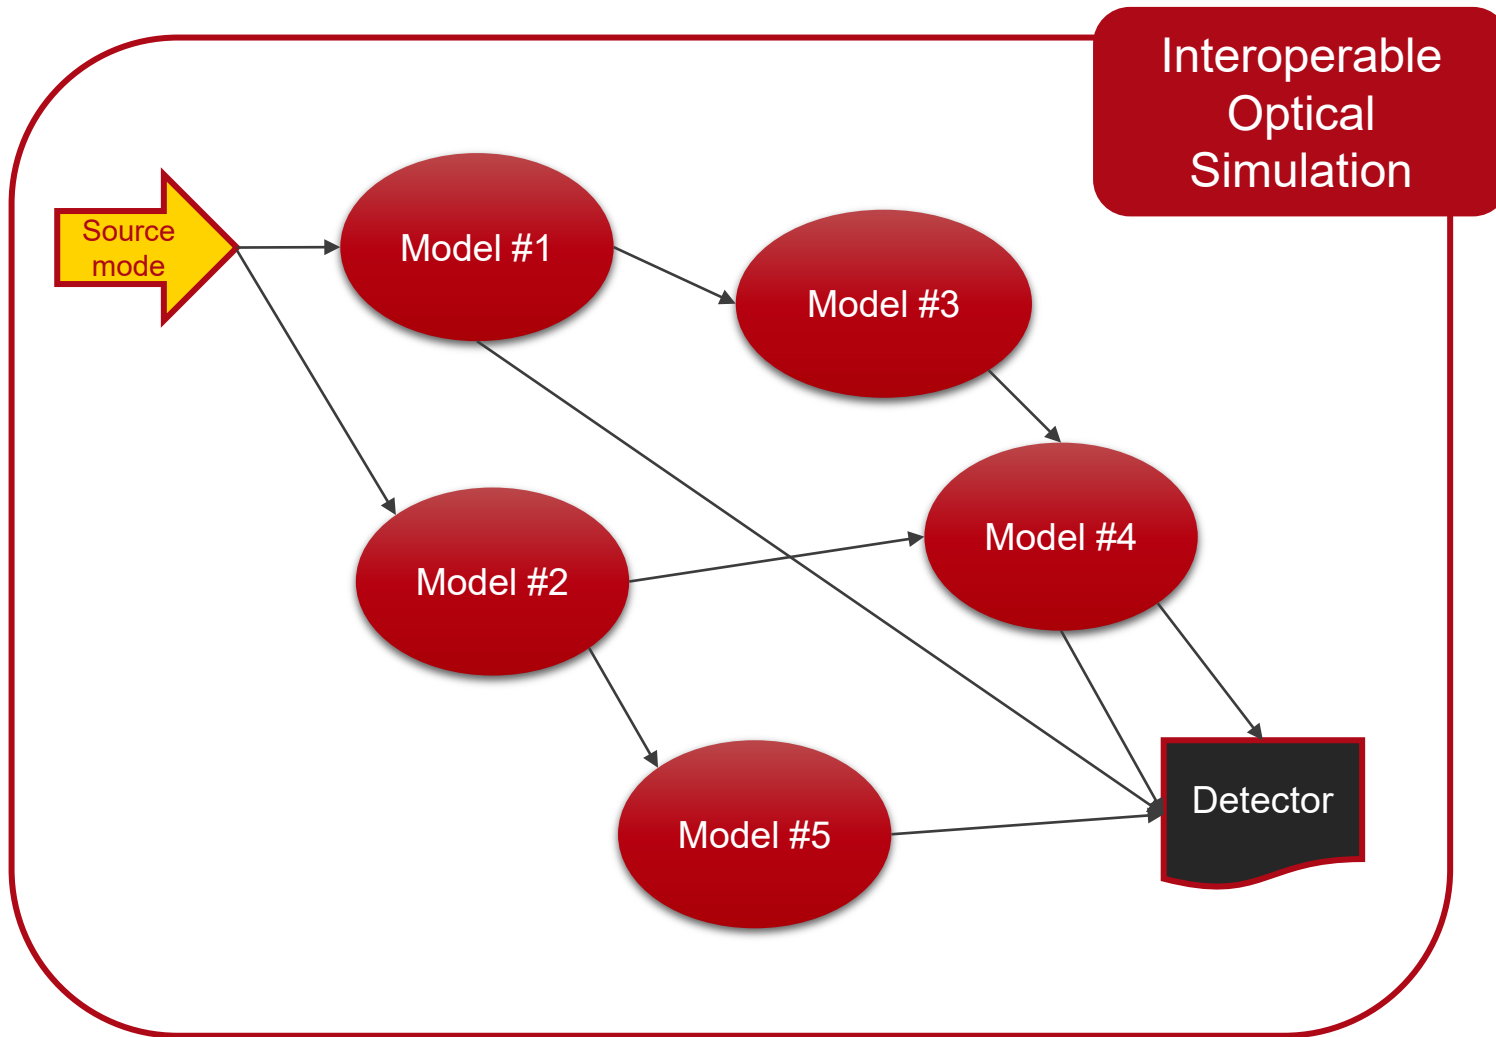 Interoperable
Optical
Simulation
Source
mode
Model #1
Model #3
Model #4
Model #2
Model #5
Detector